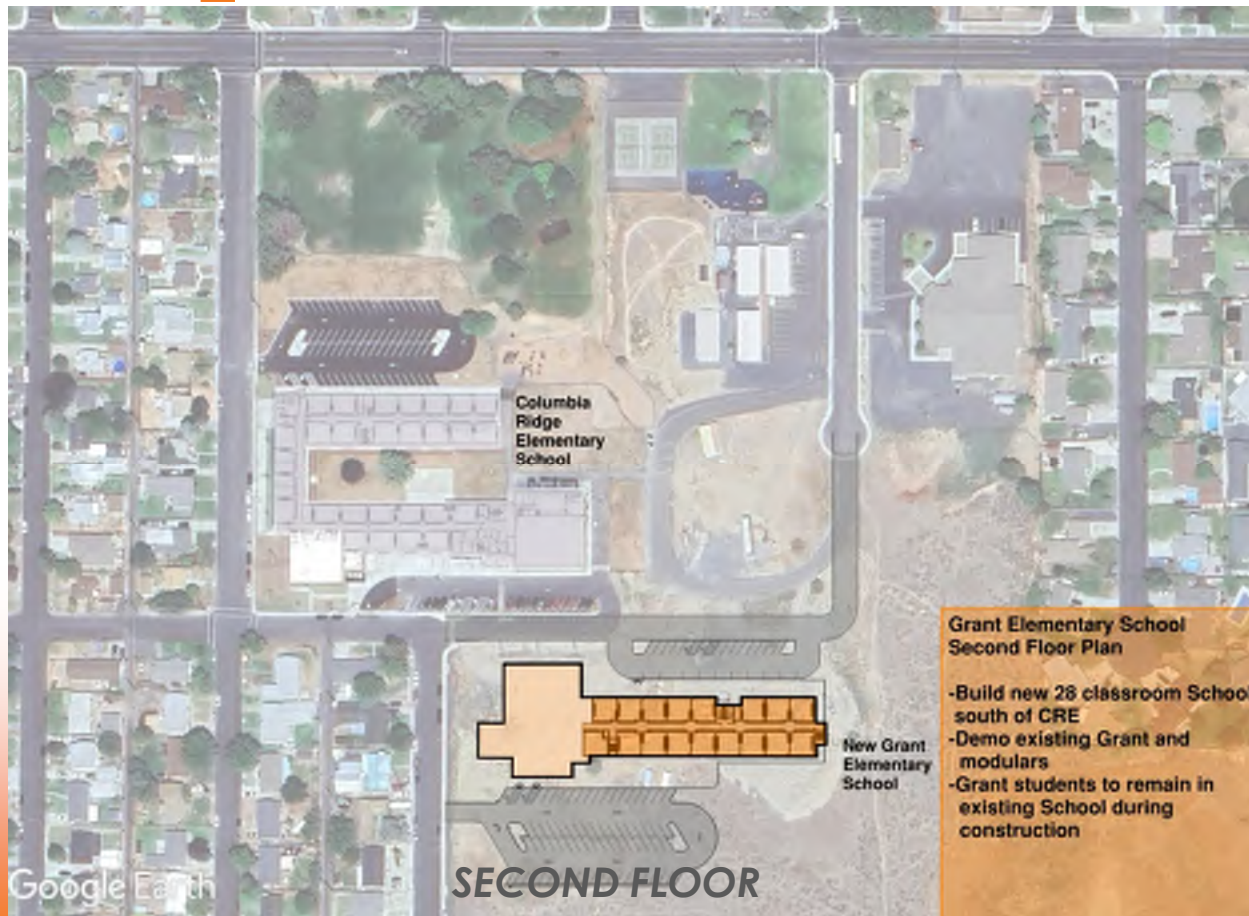 Columbia
Ridge
Elementary
School
Grant Elementary School
Second Floor Plan
-Build new 28 classroom School
south of CRE
-Demo existing Grant and
modulars
-Grant students to remain in
existing School during
construction
New Grant
Elementary
School
SECOND FLOOR
Google Earth